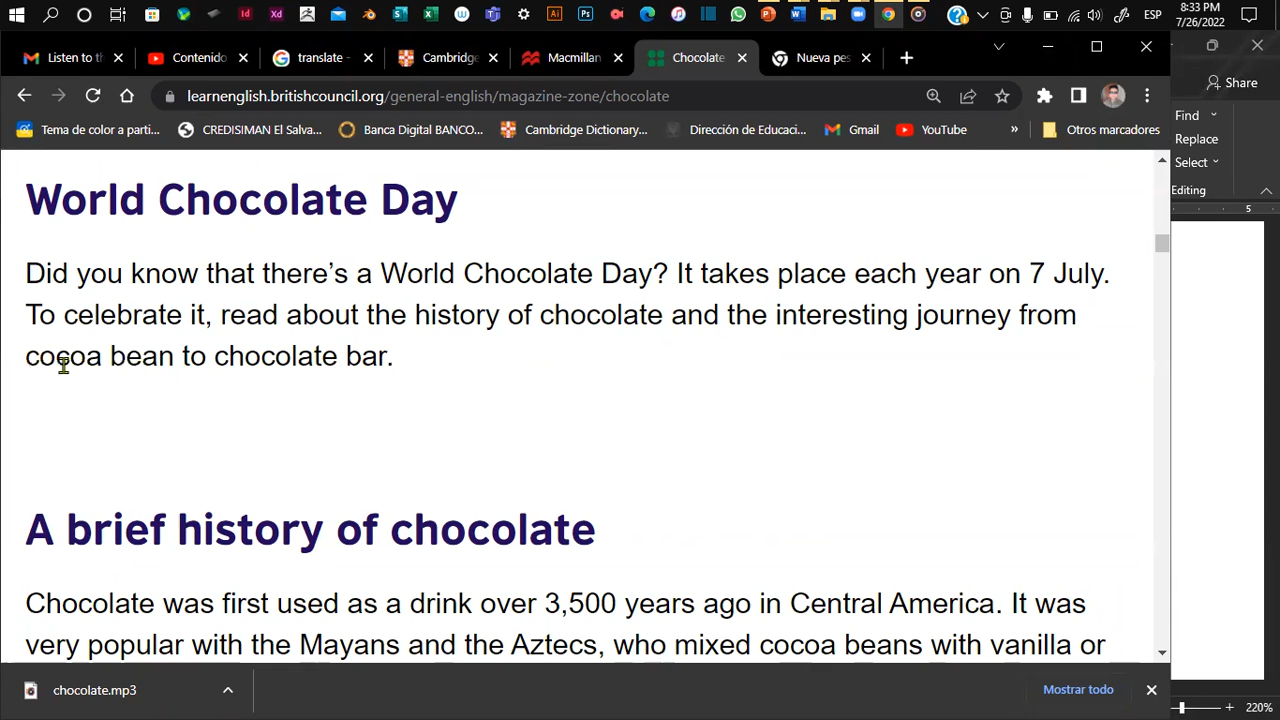 8:33 PM
ESP
7/26/2022
Listen to th
Contenido
translate -
Cambridg
Macmillan
Chocolate
Nueva pes
Share
learnenglish.britishcouncil.org/general-english/magazine-zone/chocolate
Find
Tema de color a parti...
CREDISIMAN El Salva...
Banca Digital BANCO...
Cambridge Dictionary...
Dirección de Educaci...
Gmail
YouTube
»
Otros marcadores
Replace
Select
Editing
5
World Chocolate Day
Did you know that there's a World Chocolate Day? It takes place each year on 7 July.
To celebrate it, read about the history of chocolate and the interesting journey from
cocoa bean to chocolate bar.
A brief history of chocolate
Chocolate was first used as a drink over 3,500 years ago in Central America. It was
very popular with the Mayans and the Aztecs, who mixed cocoa beans with vanilla or
chocolate.mp3
Mostrar todo
220%